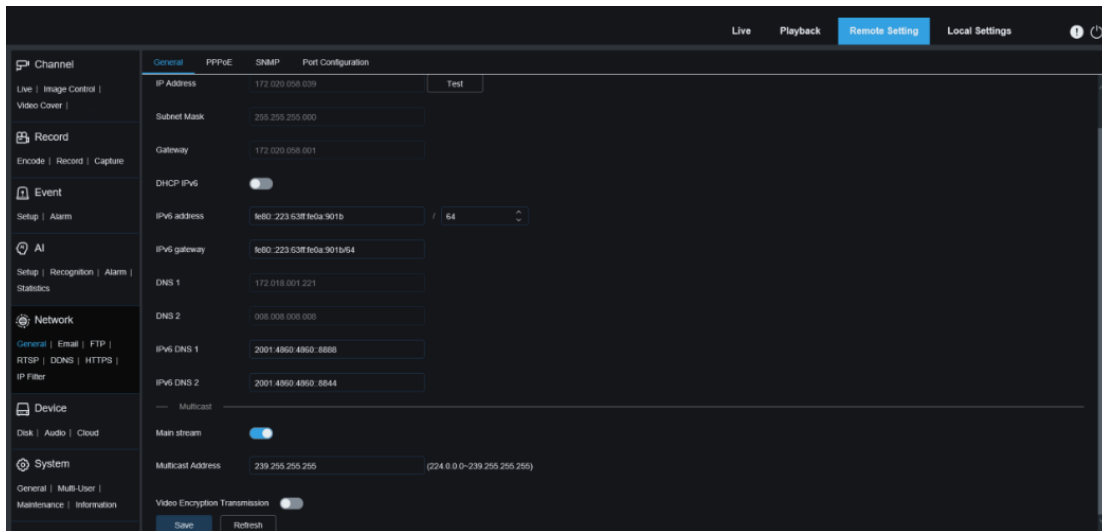 Live Playback Remote Setting Local Settings
Channel
Live | Image Control |
Video Cover |
Record
Encode | Record | Capture
Event
Setup | Alarm
AI
Setup | Recognition | Alarm |
Statistics
Network
General | Email | FTP |
RTSP | DDNS | HTTPS |
IP Filter
Device
Disk | Audio | Cloud
System
General | Multi-User |
Maintenance | Information
General PPPoE SNMP Port Configuration
IP Address 172.020.058.039 Test
Subnet Mask 255.255.255.000
Gateway 172.020.058.001
DHCP IPv6
IPv6 address fe80::223:63ff:fe0a:901b / 64
IPv6 gateway fe80::223:63ff:fe0a:901b/64
DNS 1 172.018.001.221
DNS 2 008.008.008.008
IPv6 DNS 1 2001:4860:4860::8888
IPv6 DNS 2 2001:4860:4860::8844
Multicast
Main stream
Multicast Address 239.255.255.255 (224.0.0.0~239.255.255.255)
Video Encryption Transmission
Save Refresh